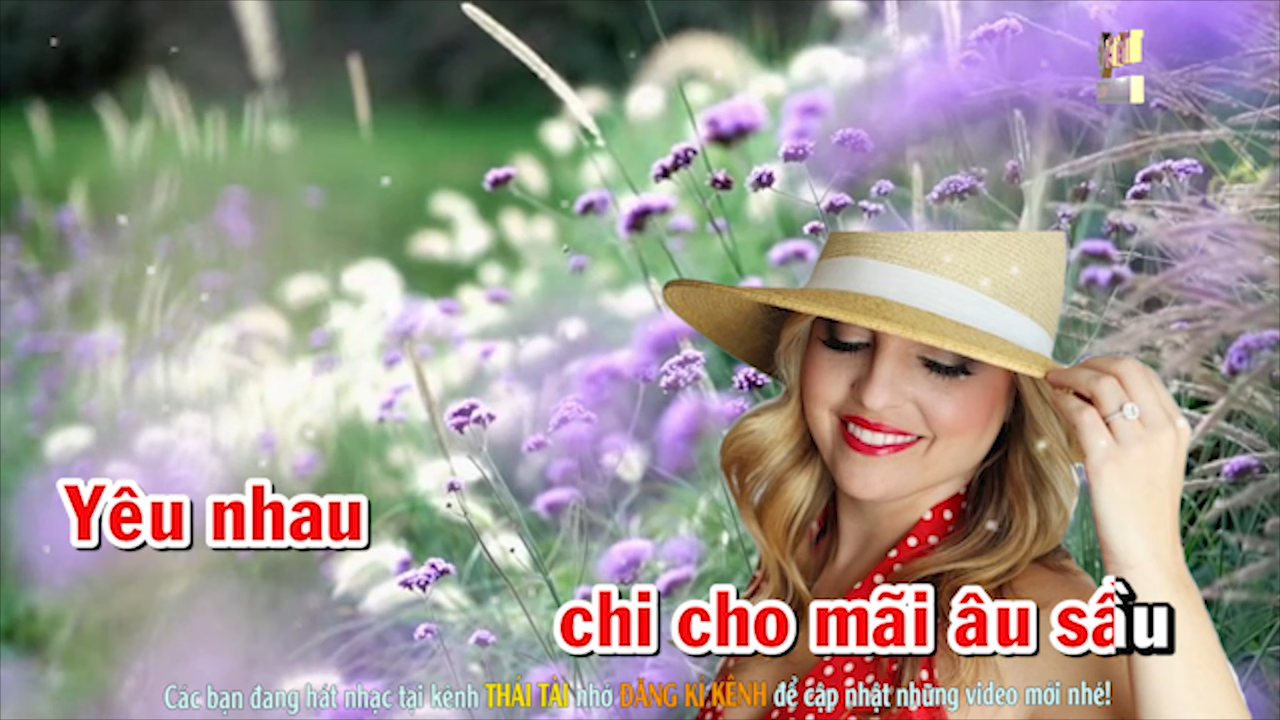 Yêu nhau
chi cho mãi âu sầu
Các bạn đang hát nhạc tại kênh THÁI TÀI nhớ ĐĂNG KÍ KÊNH để cập nhật những video mới nhé!